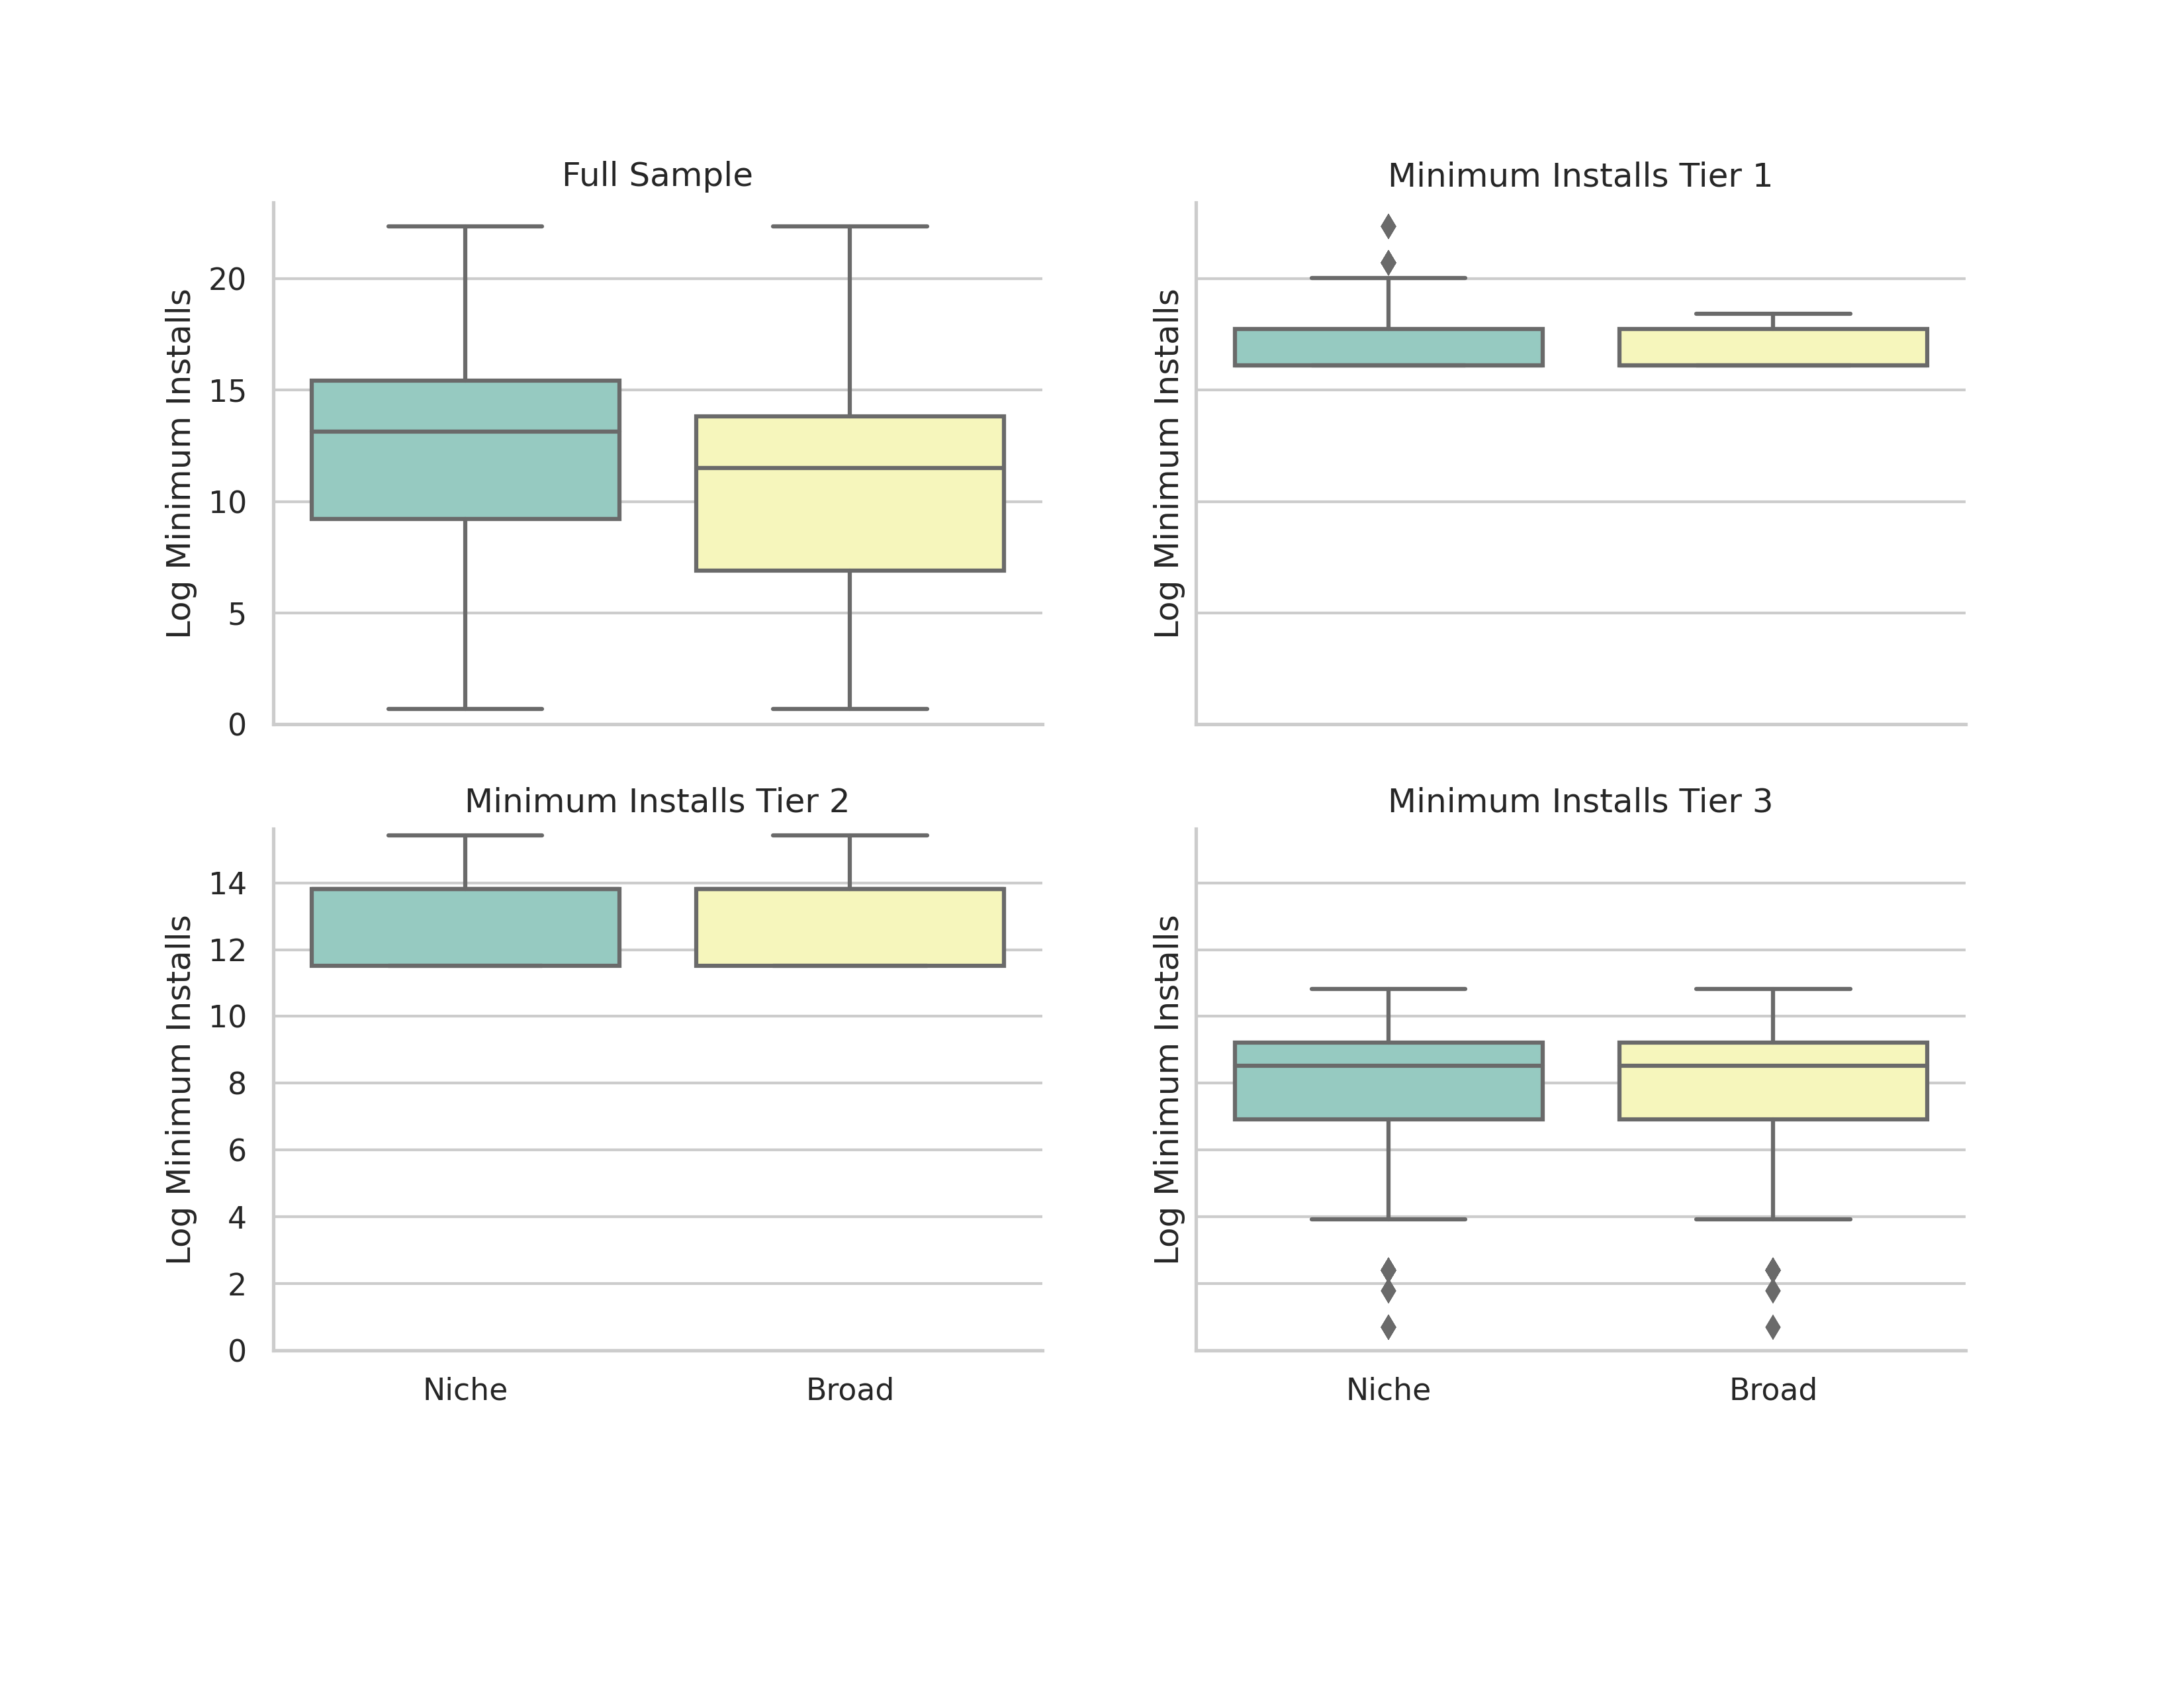 Full Sample
Log Minimum Installs
20
15
10
5
0
Minimum Installs Tier 1
Log Minimum Installs
Minimum Installs Tier 2
Log Minimum Installs
14
12
10
8
6
4
2
0
Niche
Broad
Minimum Installs Tier 3
Log Minimum Installs
Niche
Broad